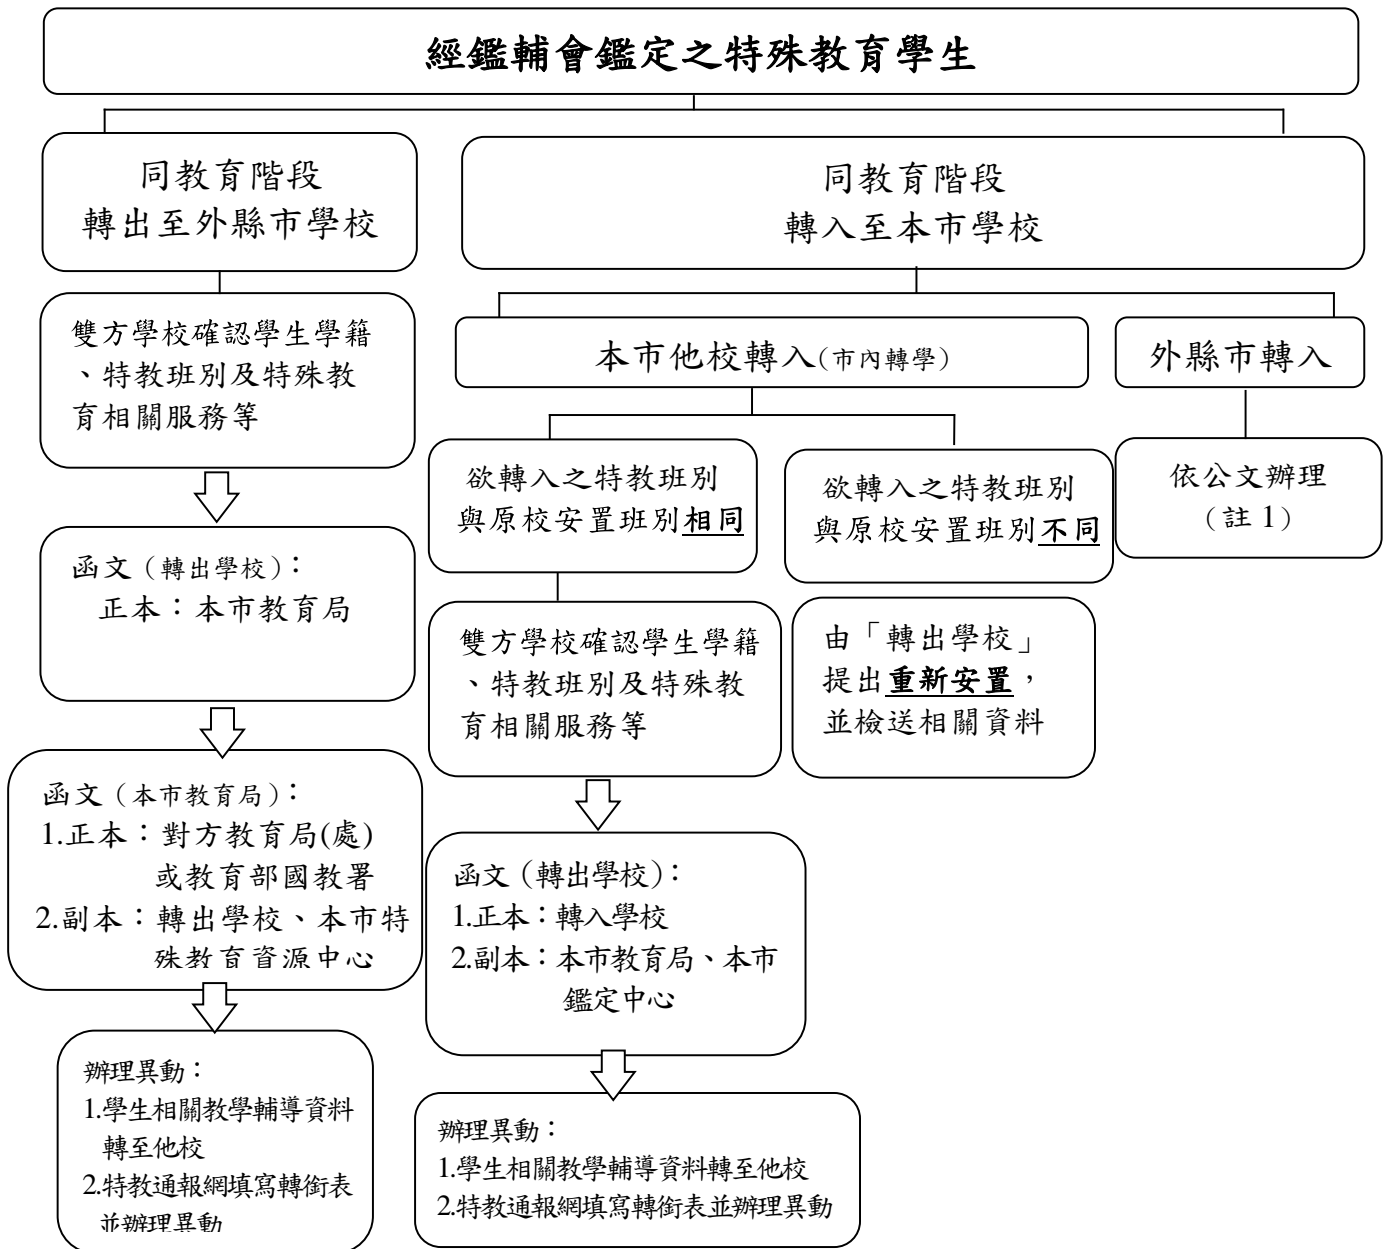 經鑑輔會鑑定之特殊教育學生
同教育階段
轉出至外縣市學校
雙方學校確認學生學籍
、特教班別及特殊教
育相關服務等
函文（轉出學校）：
正本：本市教育局
函文（本市教育局）：
1.正本：對方教育局(處)
或教育部國教署
2.副本：轉出學校、本市特
殊教育資源中心
辦理異動：
1.學生相關教學輔導資料
轉至他校
2.特教通報網填寫轉銜表
並辦理異動
同教育階段
轉入至本市學校
本市他校轉入(市內轉學)
欲轉入之特教班別
與原校安置班別相同
雙方學校確認學生學籍
、特教班別及特殊教
育相關服務等
函文（轉出學校）：
1.正本：轉入學校
2.副本：本市教育局、本市
鑑定中心
辦理異動：
1.學生相關教學輔導資料轉至他校
2.特教通報網填寫轉銜表並辦理異動
欲轉入之特教班別
與原校安置班別不同
由「轉出學校」
提出重新安置，
並檢送相關資料
外縣市轉入
依公文辦理
（註 1）